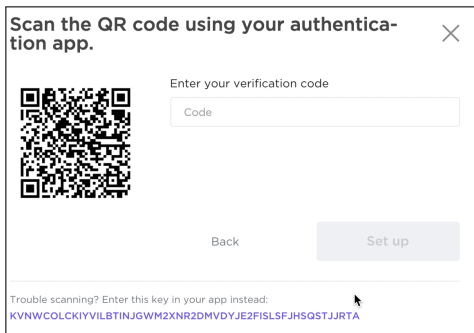 Scan the QR code using your authentica-
tion app.
Enter your verification code
Code
Back
Set up
Trouble scanning? Enter this key in your app instead:
KVNWCOLCKIYVILBTINJGWM2XNR2DMVDYJE2FISLSFJHSQSTJJRTA